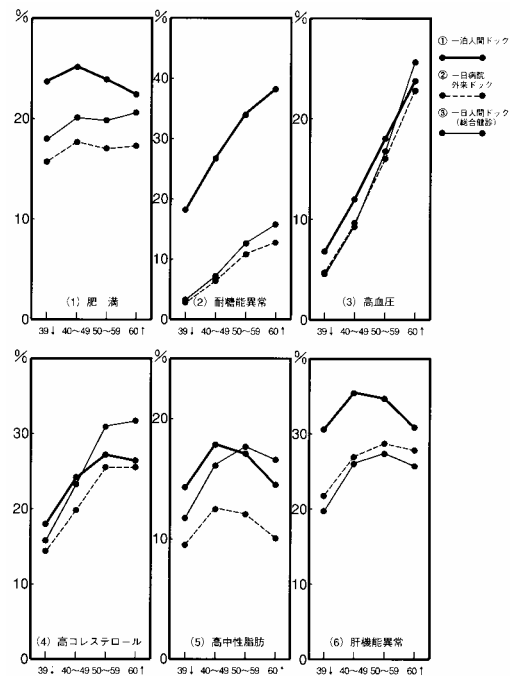 %
20
10
0
(1) 肥 満
39↓ 40〜49 50〜59 60↑
%
40
30
20
10
0
(2) 耐糖能異常
39↓ 40〜49 50〜59 60↑
%
20
10
0
(3) 高血圧
39↓ 40〜49 50〜59 60↑
① 一泊人間ドック
② 一日病院
外来ドック
③ 一日人間ドック
(総合健診)
%
30
20
10
0
(4) 高コレステロール
39↓ 40〜49 50〜59 60↑
%
20
10
0
(5) 高中性脂肪
39↓ 40〜49 50〜59 60
%
30
20
10
0
(6) 肝機能異常
39↓ 40〜49 50〜59 60↑